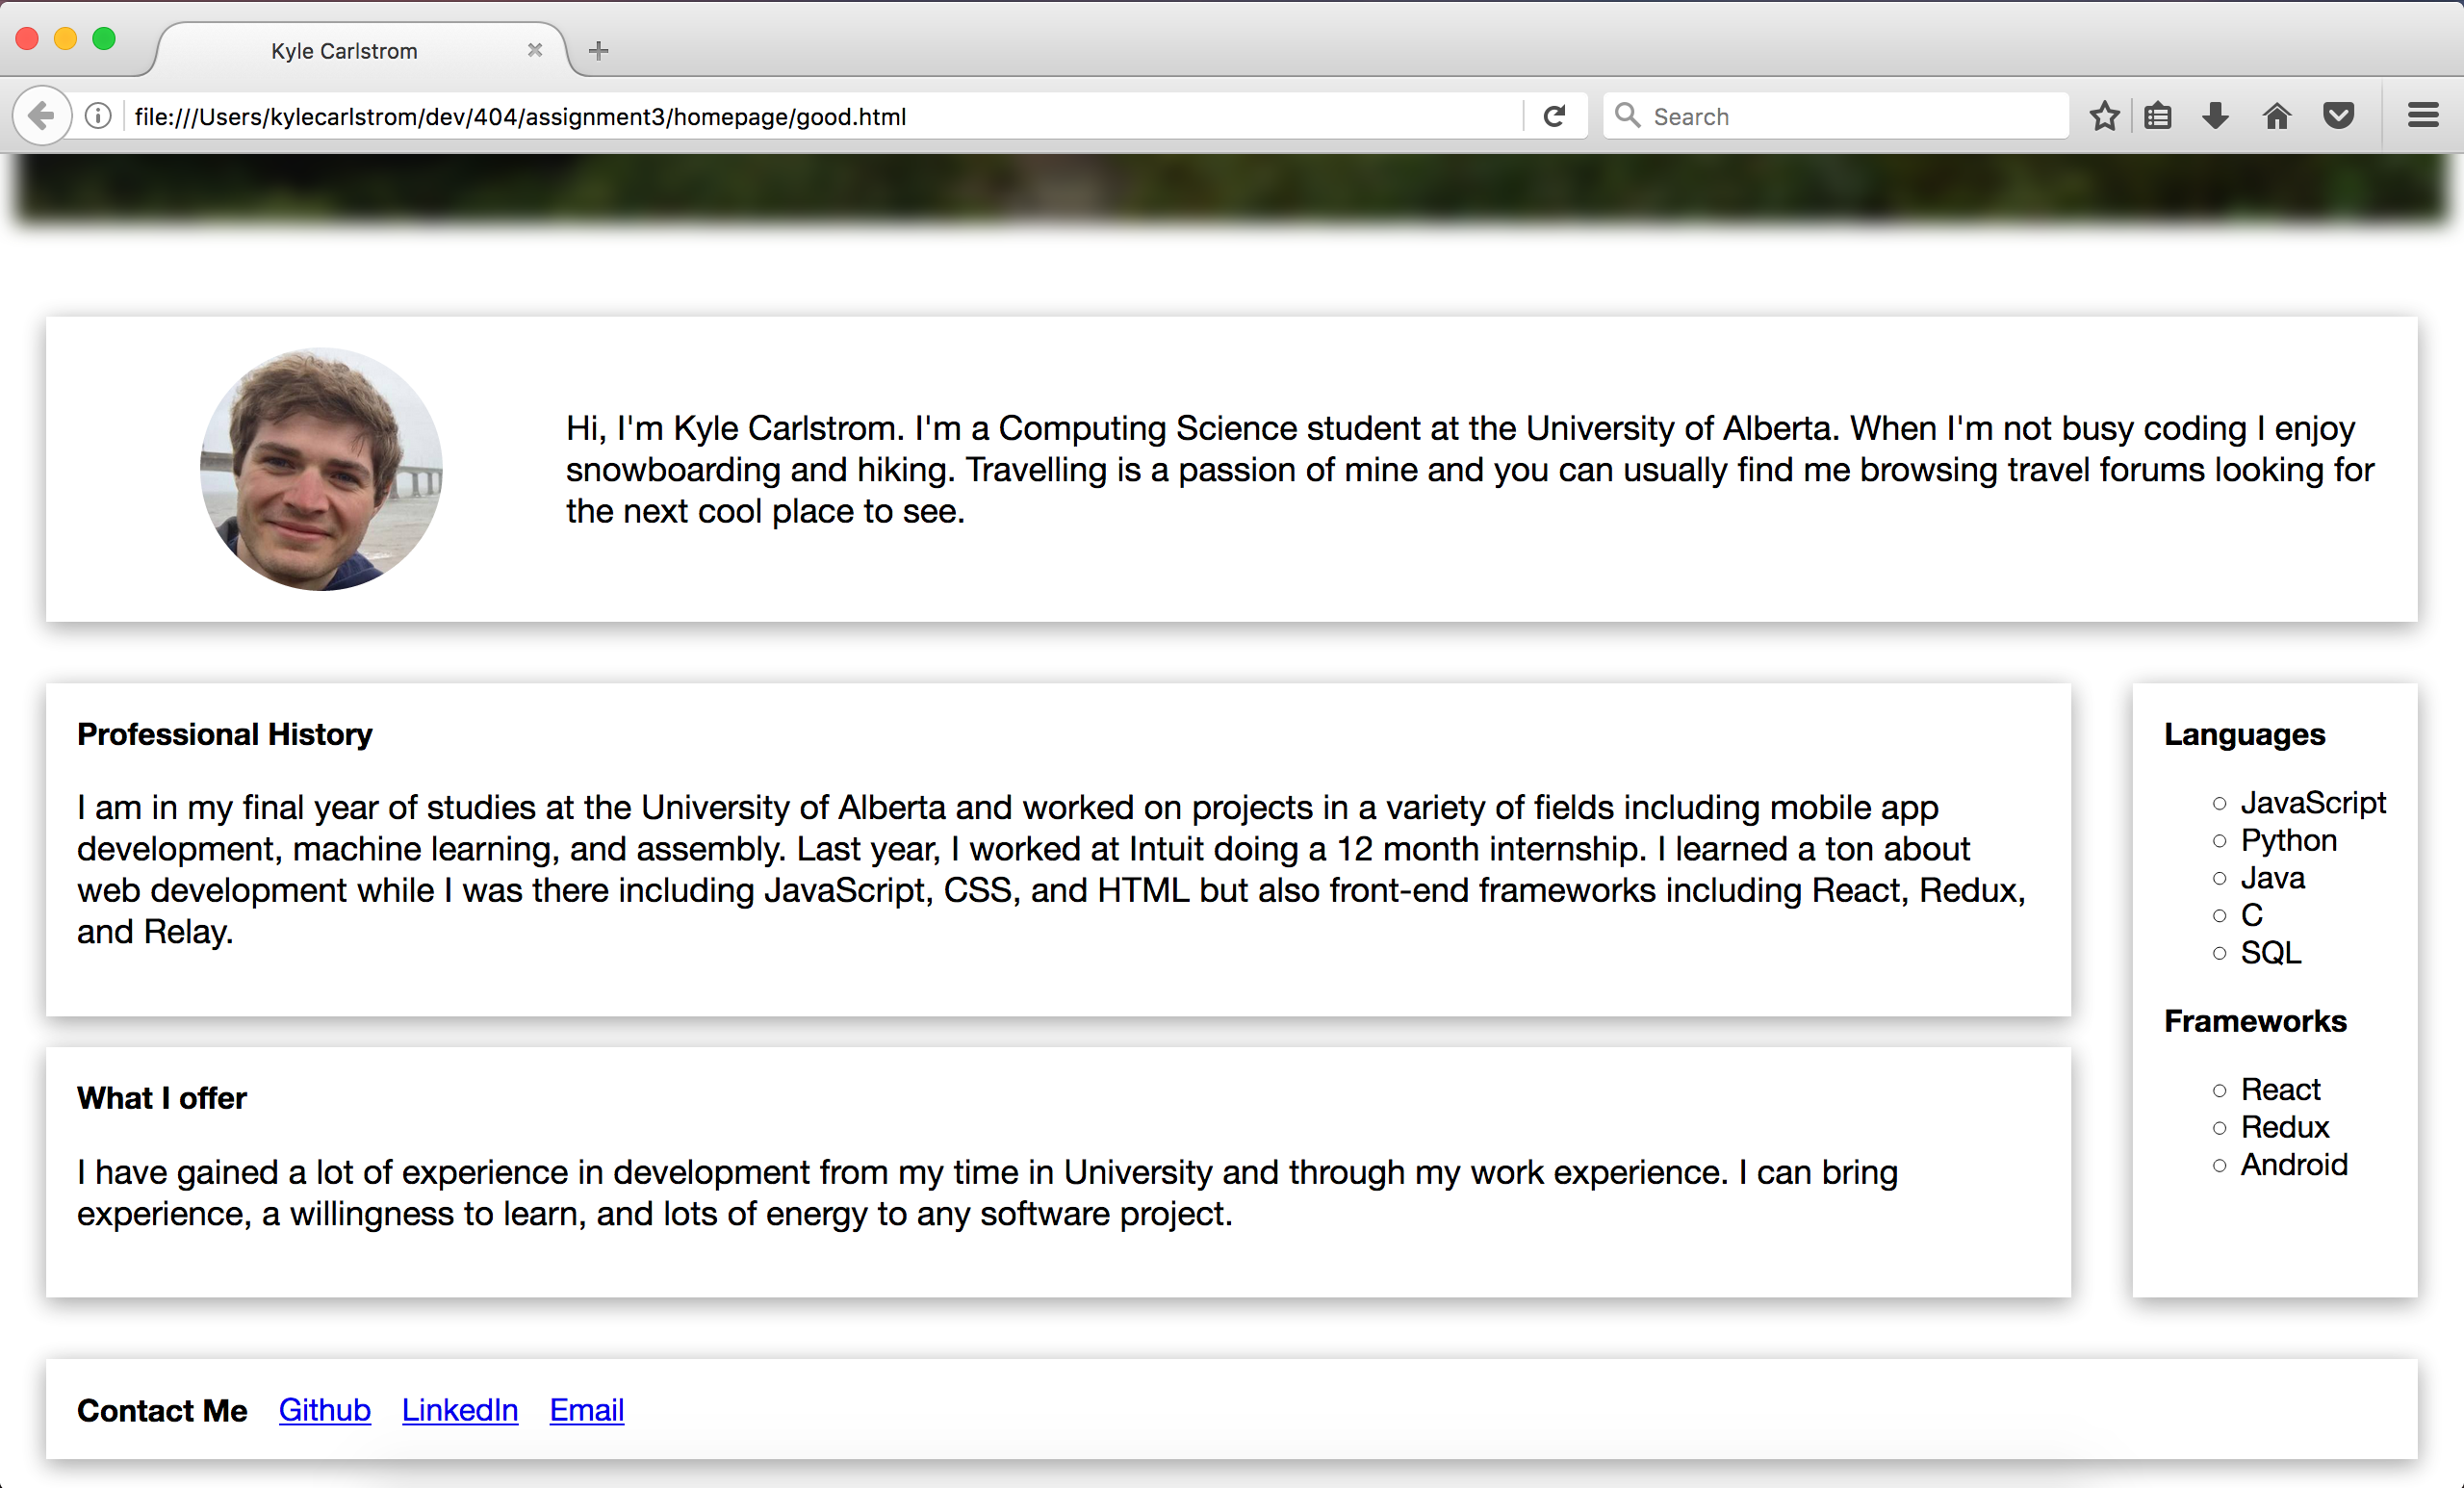 Kyle Carlstrom
file:///Users/kylecarlstrom/dev/404/assignment3/homepage/good.html
Search
Hi, I'm Kyle Carlstrom. I'm a Computing Science student at the University of Alberta. When I'm not busy coding I enjoy
snowboarding and hiking. Travelling is a passion of mine and you can usually find me browsing travel forums looking for
the next cool place to see.
Professional History
I am in my final year of studies at the University of Alberta and worked on projects in a variety of fields including mobile app
development, machine learning, and assembly. Last year, I worked at Intuit doing a 12 month internship. I learned a ton about
web development while I was there including JavaScript, CSS, and HTML but also front-end frameworks including React, Redux,
and Relay.
What I offer
I have gained a lot of experience in development from my time in University and through my work experience. I can bring
experience, a willingness to learn, and lots of energy to any software project.
Languages
JavaScript
Python
Java
C
SQL
Frameworks
React
Redux
Android
Contact Me Github LinkedIn Email